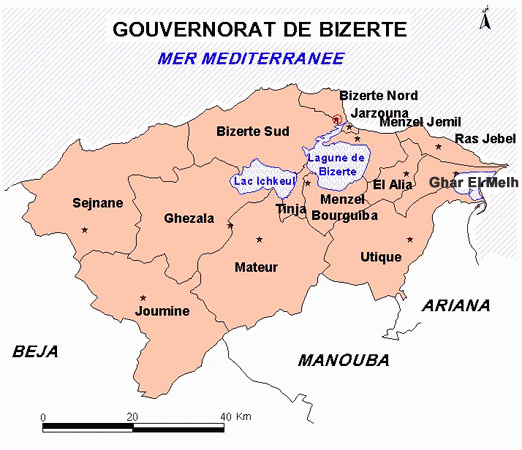 GOUVERNORAT DE BIZERTE
MER MEDITERRANEE
Bizerte Nord
Jarzouna
Menzel Jemil
Bizerte Sud
Ras Jebel
Lagune de
Bizerte
Lac Ichkeul
El Alia
Ghar El Melh
Sejnane
Ghezala
Tinja
Menzel
Bourguiba
Mateur
Utique
Joumine
ARIANA
BEJA
MANOUBA
0 20 40 Km